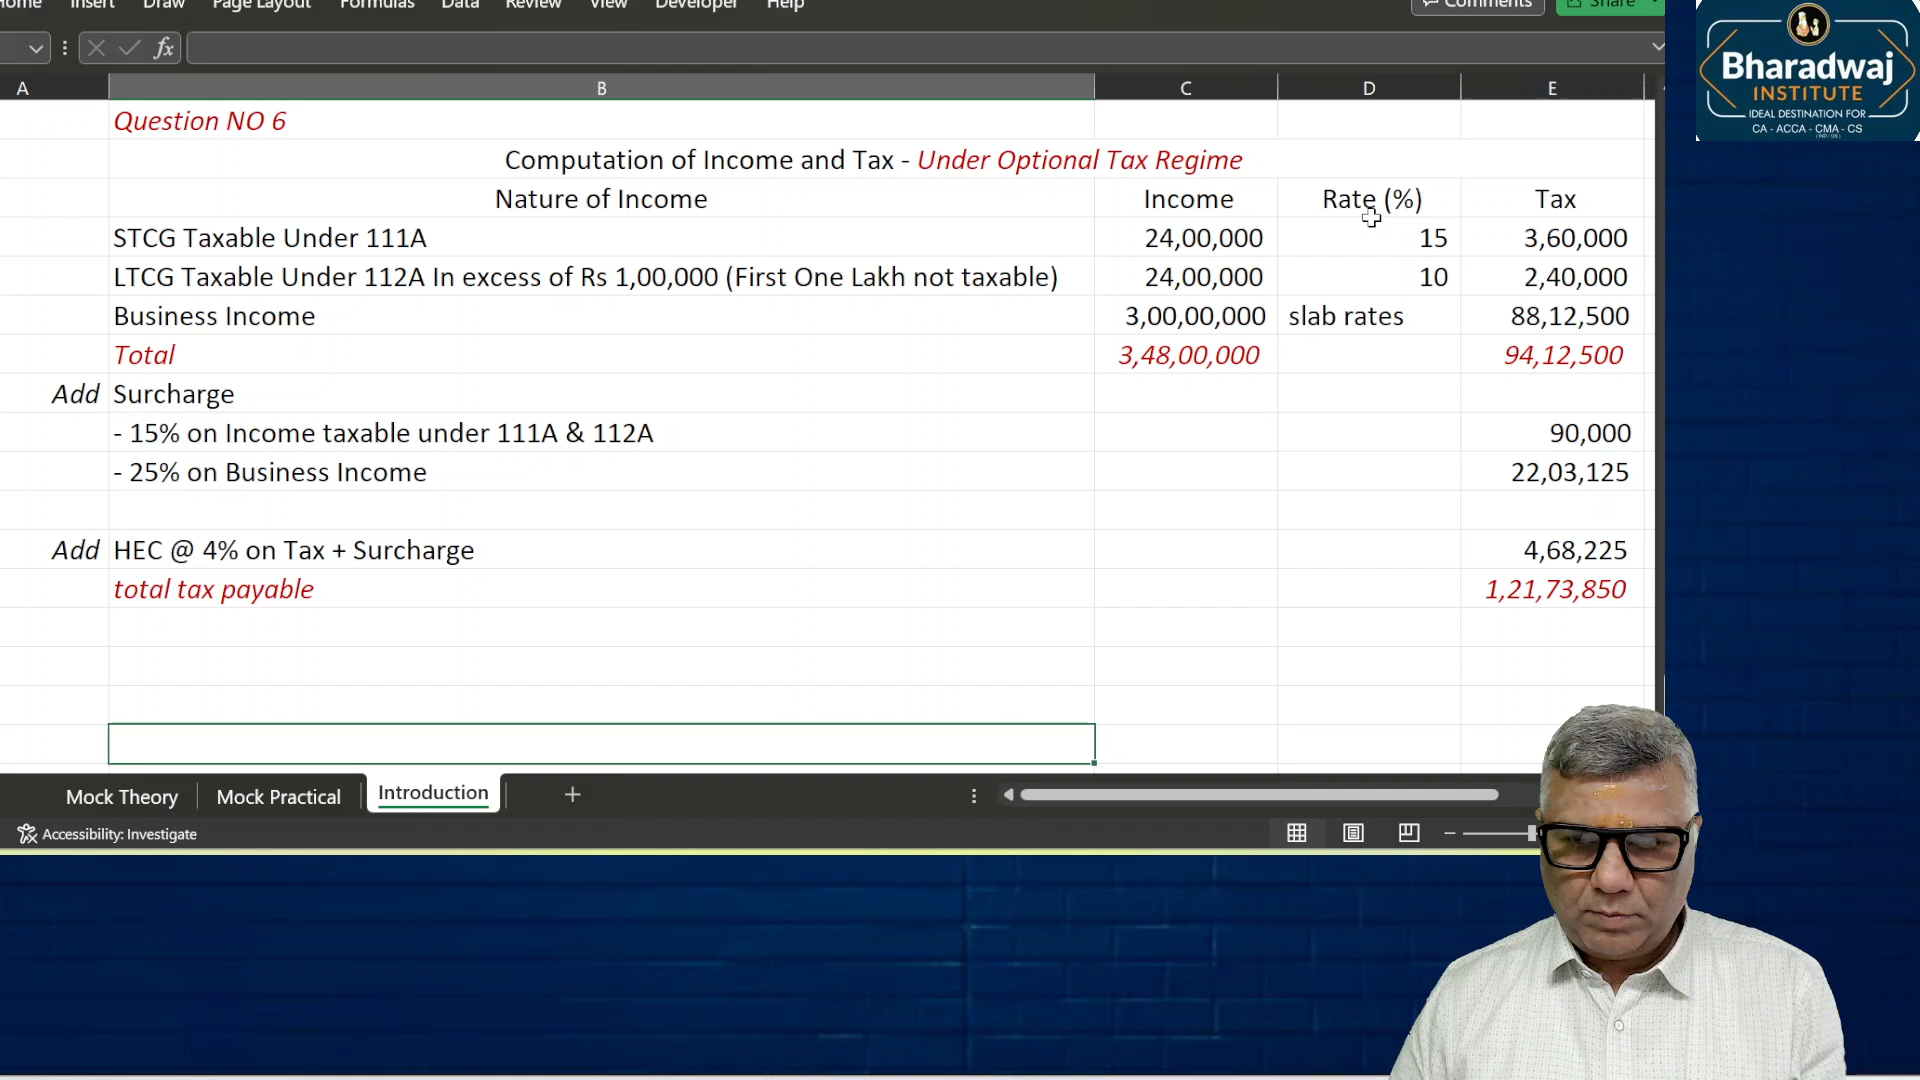 Home Insert Draw Page Layout Formulas Data Review View Developer Help Comments Share
fx
A B C D E
Question NO 6
Computation of Income and Tax - Under Optional Tax Regime
Nature of Income Income Rate (%) Tax
STCG Taxable Under 111A 24,00,000 15 3,60,000
LTCG Taxable Under 112A In excess of Rs 1,00,000 (First One Lakh not taxable) 24,00,000 10 2,40,000
Business Income 3,00,00,000 slab rates 88,12,500
Total 3,48,00,000 94,12,500
Add Surcharge
- 15% on Income taxable under 111A & 112A 90,000
- 25% on Business Income 22,03,125
Add HEC @ 4% on Tax + Surcharge 4,68,225
total tax payable 1,21,73,850
Mock Theory Mock Practical Introduction
Accessibility: Investigate
Bharadwaj
INSTITUTE
IDEAL DESTINATION FOR
CA - ACCA - CMA - CS